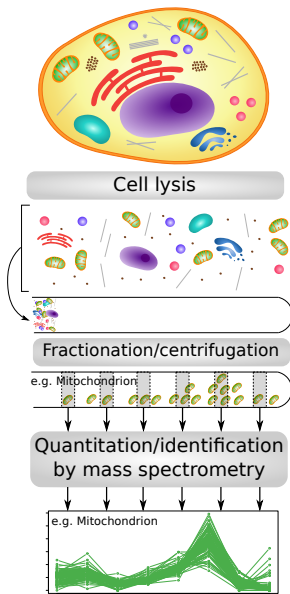 Cell lysis
Fractionation/centrifugation
e.g. Mitochondrion
Quantitation/identification
by mass spectrometry
e.g. Mitochondrion